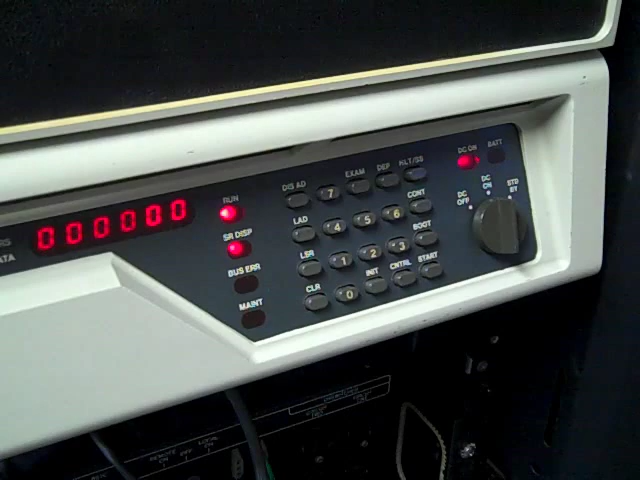 RS
ATA
000000
RUN
SR DISP
BUS ERR
MAINT
DIS AD 7 EXAM DEP HLT/SS
LAD 4 5 6 CONT
LSR 1 2 3 BOOT
CLR 0 INIT CNTRL START
DC ON BATT
DC OFF DC ON STD BY